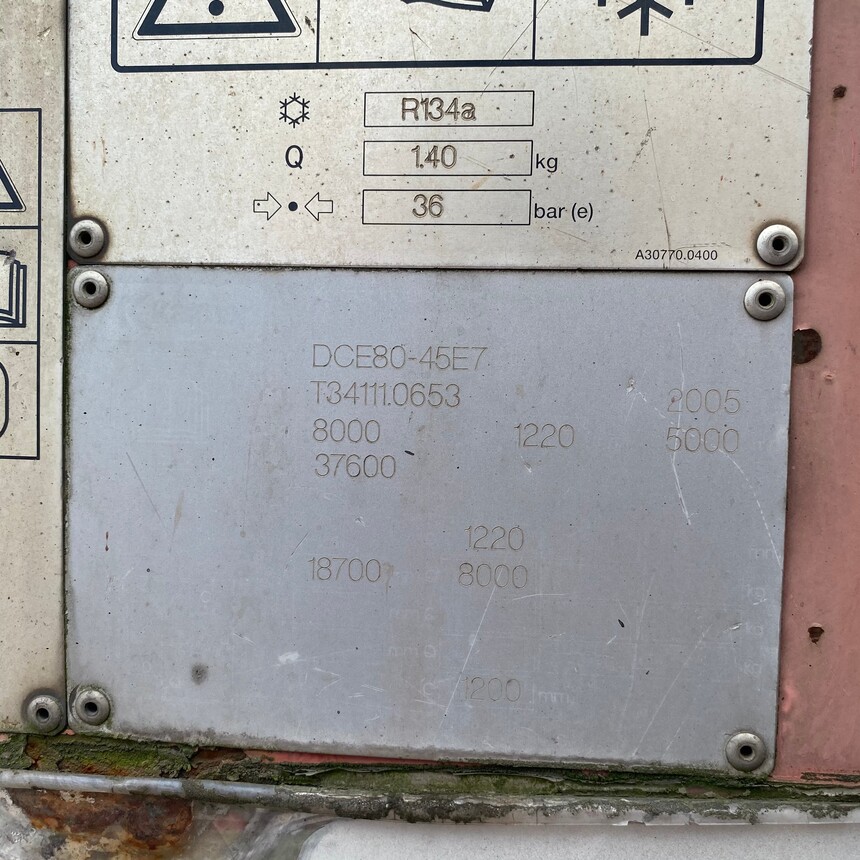 R134a
Q 1.40 kg
36 bar (e)
A30770.0400
DCE80-45E7
T34111.0653 2005
8000 1220 5000
37600
1220
18700 8000
1200